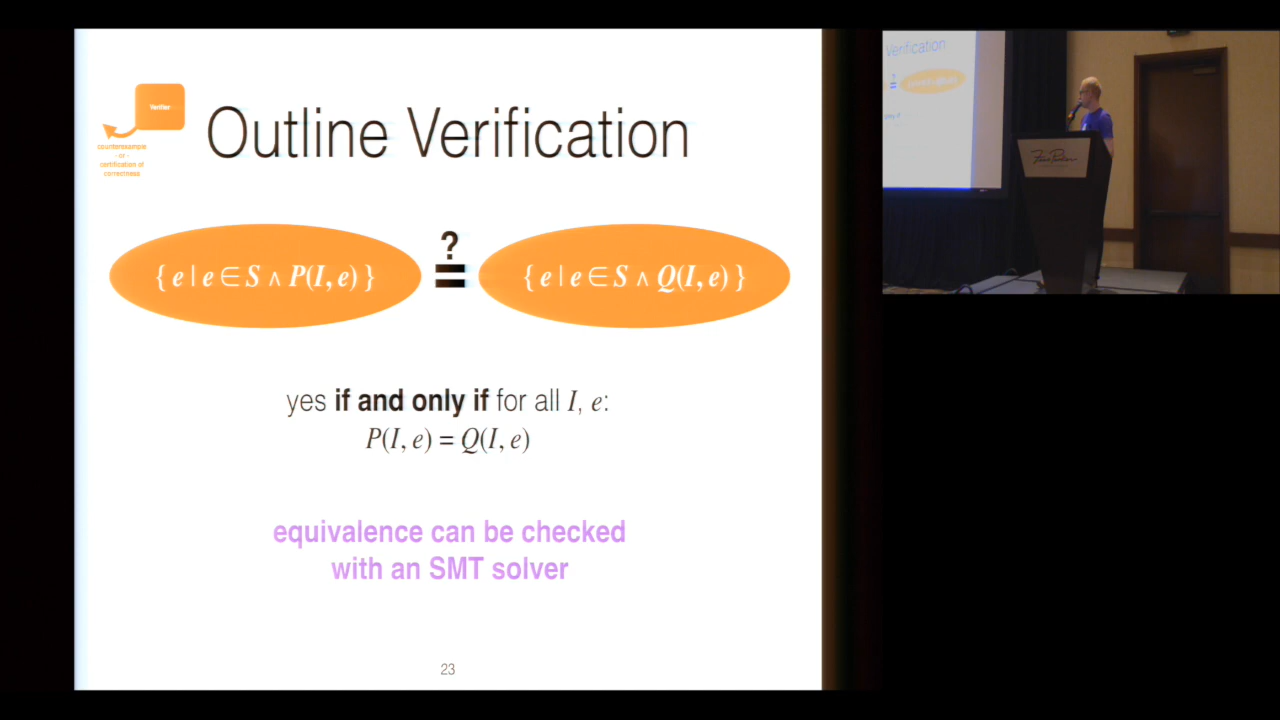 Verifier
counterexample
- or -
certification of
correctness
Outline Verification
{ e | e ∈ S ∧ P(I, e) }
?
=
{ e | e ∈ S ∧ Q(I, e) }
yes if and only if for all I, e:
P(I, e) = Q(I, e)
equivalence can be checked
with an SMT solver
23
Verification